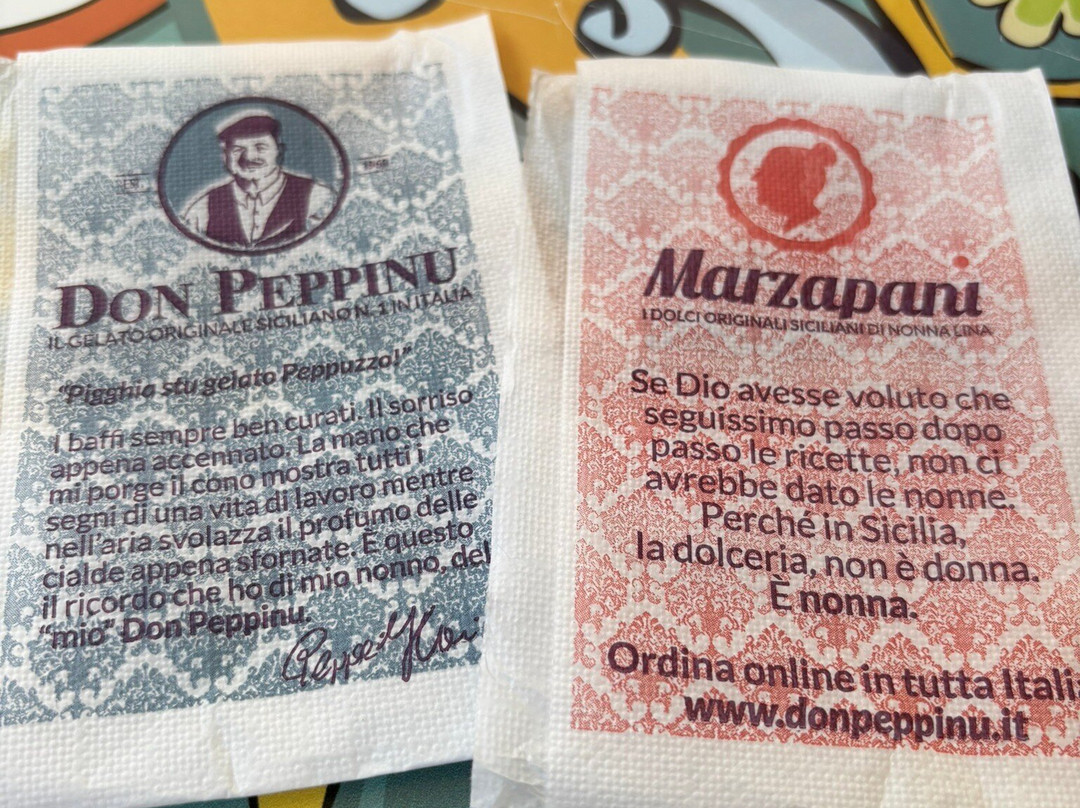 DON PEPPINU
IL GELATO ORIGINALE SICILIANO N. 1 IN ITALIA
"Pigghia stu gelato Peppuzzo!"
I baffi sempre ben curati. Il sorriso
appena accennato. La mano che
mi porge il cono mostra tutti i
segni di una vita di lavoro mentre
nell'aria svolazza il profumo delle
cialde appena sfornate. È questo
il ricordo che ho di mio nonno, del
"mio" Don Peppinu.
Marzapani
I DOLCI ORIGINALI SICILIANI DI NONNA LINA
Se Dio avesse voluto che
seguissimo passo dopo
passo le ricette, non ci
avrebbe dato le nonne.
Perché in Sicilia,
la dolceria, non è donna.
È nonna.
Ordina online in tutta Itali
www.donpeppinu.it